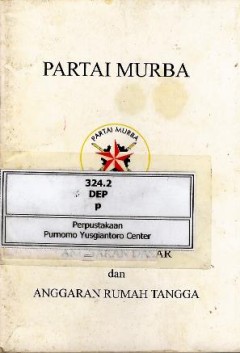 PARTAI MURBA
PARTAI MURBA
324.2
DEP
p
Perpustakaan
Purnomo Yusgiantoro Center
dan
ANGGARAN RUMAH TANGGA